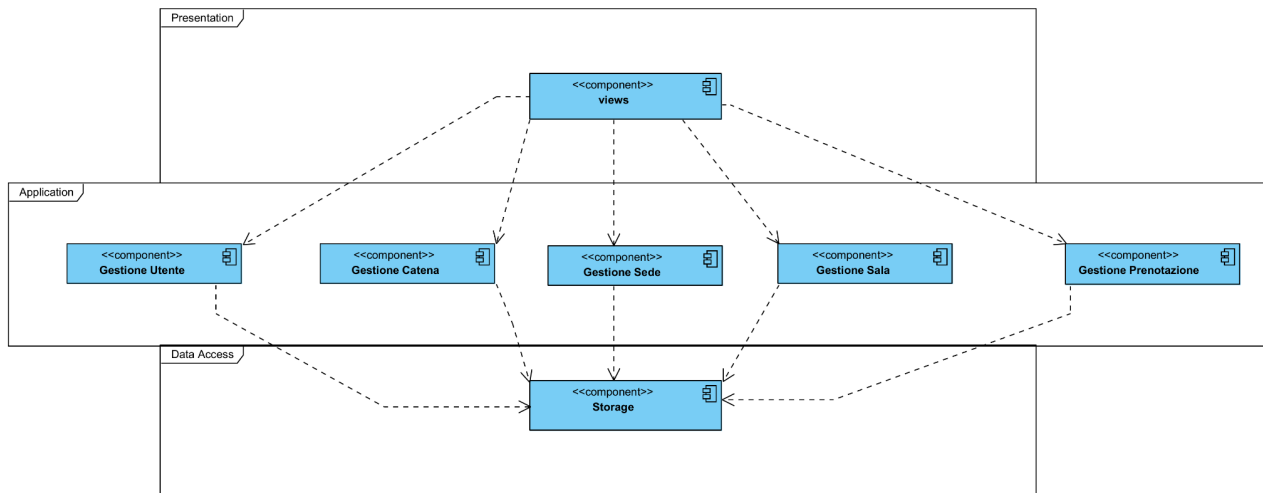 Presentation
<<component>>
views
Application
<<component>>
Gestione Utente
<<component>>
Gestione Catena
<<component>>
Gestione Sede
<<component>>
Gestione Sala
<<component>>
Gestione Prenotazione
Data Access
<<component>>
Storage